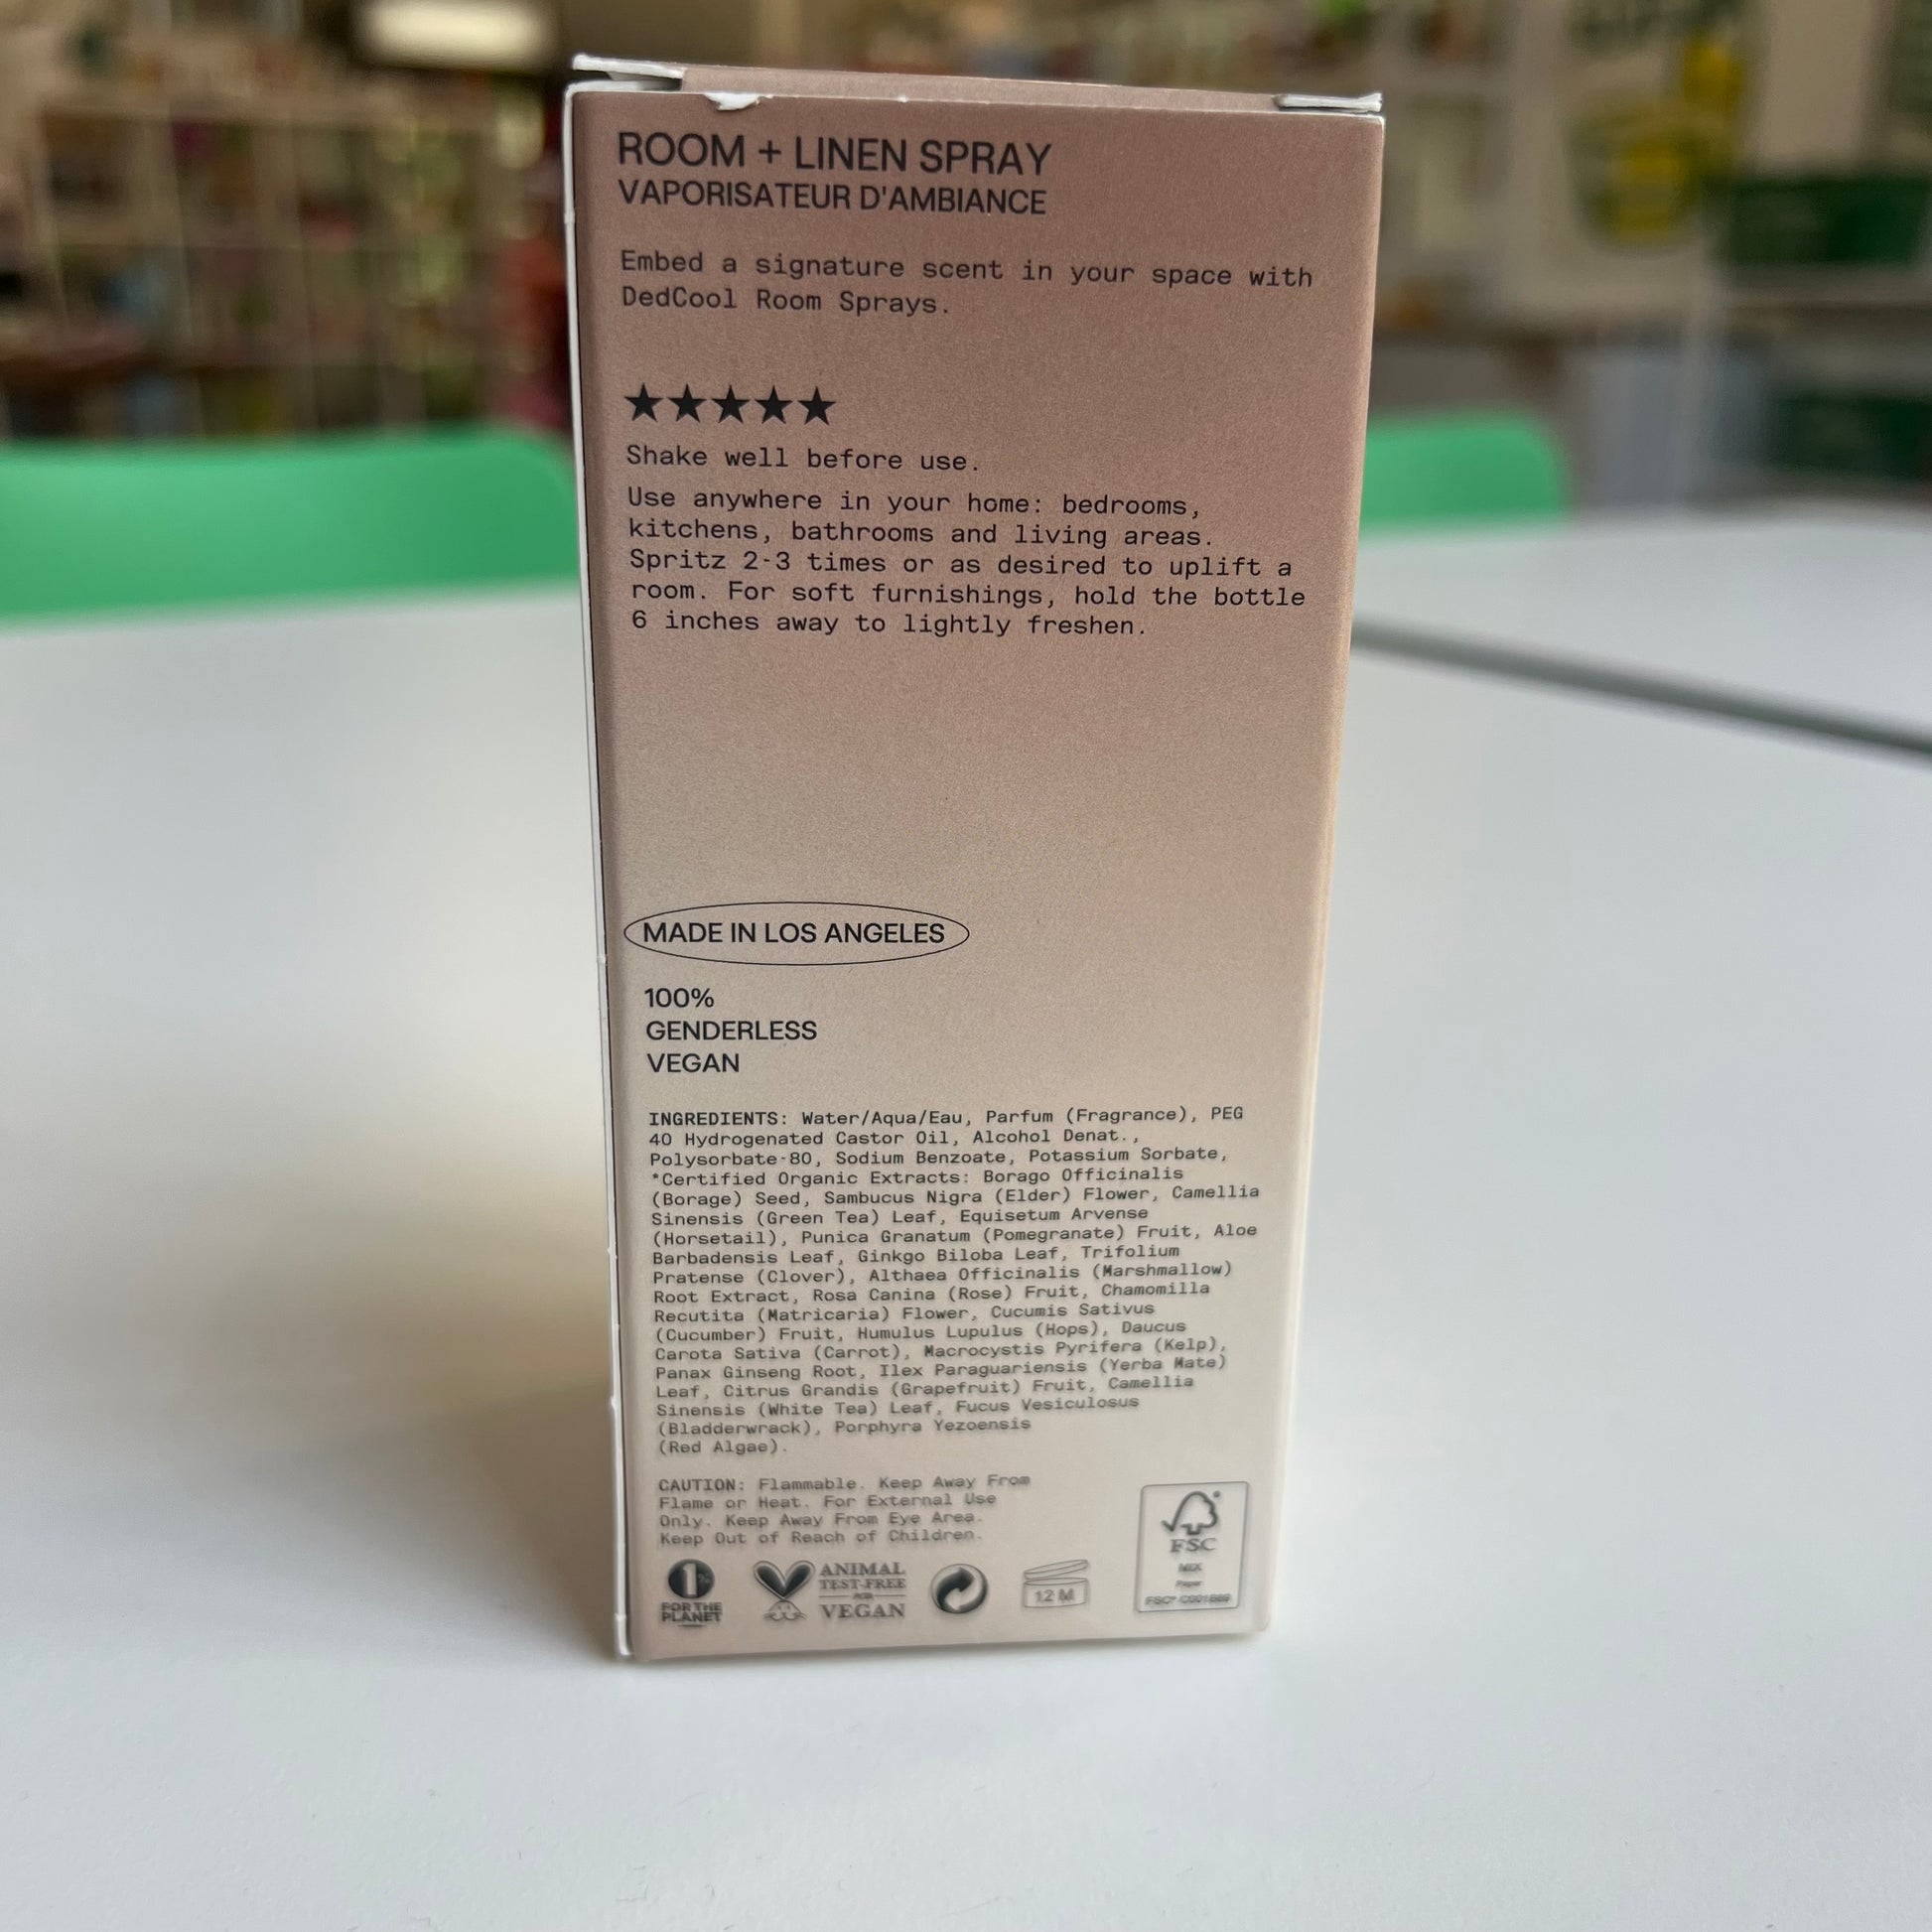 ROOM + LINEN SPRAY
VAPORISATEUR D'AMBIANCE
Embed a signature scent in your space with
DedCool Room Sprays.
★★★★★
Shake well before use.
Use anywhere in your home: bedrooms,
kitchens, bathrooms and living areas.
Spritz 2-3 times or as desired to uplift a
room. For soft furnishings, hold the bottle
6 inches away to lightly freshen.
MADE IN LOS ANGELES
100%
GENDERLESS
VEGAN
INGREDIENTS: Water/Aqua/Eau, Parfum (Fragrance), PEG
40 Hydrogenated Castor Oil, Alcohol Denat.,
Polysorbate-80, Sodium Benzoate, Potassium Sorbate,
*Certified Organic Extracts: Borago Officinalis
(Borage) Seed, Sambucus Nigra (Elder) Flower, Camellia
Sinensis (Green Tea) Leaf, Equisetum Arvense
(Horsetail), Punica Granatum (Pomegranate) Fruit, Aloe
Barbadensis Leaf, Ginkgo Biloba Leaf, Trifolium
Pratense (Clover), Althaea Officinalis (Marshmallow)
Root Extract, Rosa Canina (Rose) Fruit, Chamomilla
Recutita (Matricaria) Flower, Cucumis Sativus
(Cucumber) Fruit, Humulus Lupulus (Hops), Daucus
Carota Sativa (Carrot), Macrocystis Pyrifera (Kelp),
Panax Ginseng Root, Ilex Paraguariensis (Yerba Mate)
Leaf, Citrus Grandis (Grapefruit) Fruit, Camellia
Sinensis (White Tea) Leaf, Fucus Vesiculosus
(Bladderwrack), Porphyra Yezoensis
(Red Algae).
CAUTION: Flammable. Keep Away From
Flame or Heat. For External Use
Only. Keep Away From Eye Area.
Keep Out of Reach of Children.
1%
FOR THE
PLANET
ANIMAL
TEST-FREE
VEGAN
12 M
FSC
MIX
Paper
FSC®